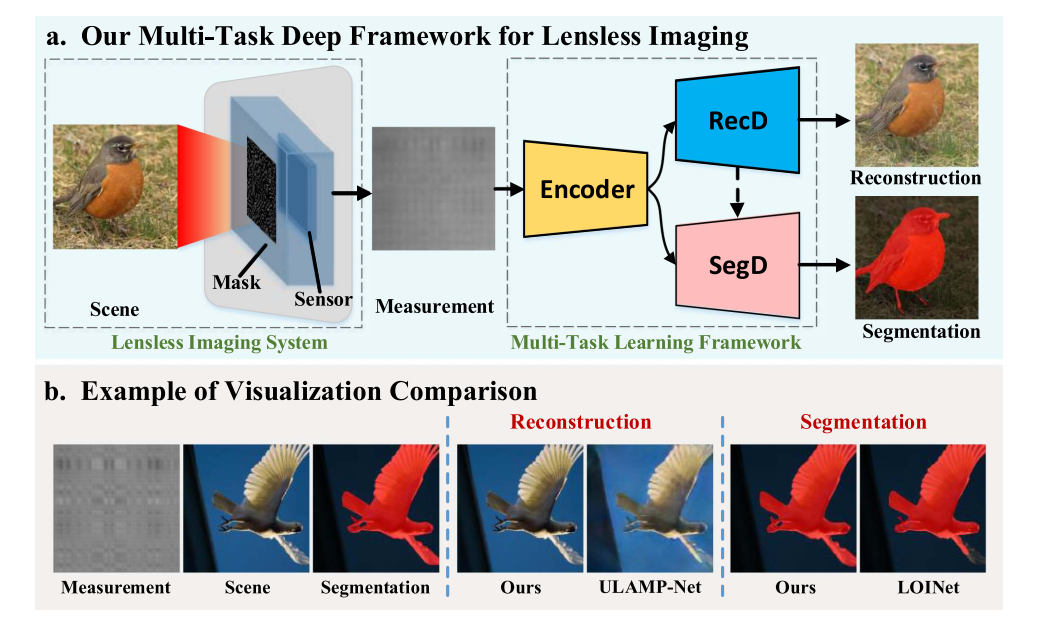 a. Our Multi-Task Deep Framework for Lensless Imaging
Scene
Mask
Sensor
Lensless Imaging System
Measurement
Encoder
RecD
SegD
Multi-Task Learning Framework
Reconstruction
Segmentation
b. Example of Visualization Comparison
Reconstruction
Segmentation
Measurement
Scene
Segmentation
Ours
ULAMP-Net
Ours
LOINet